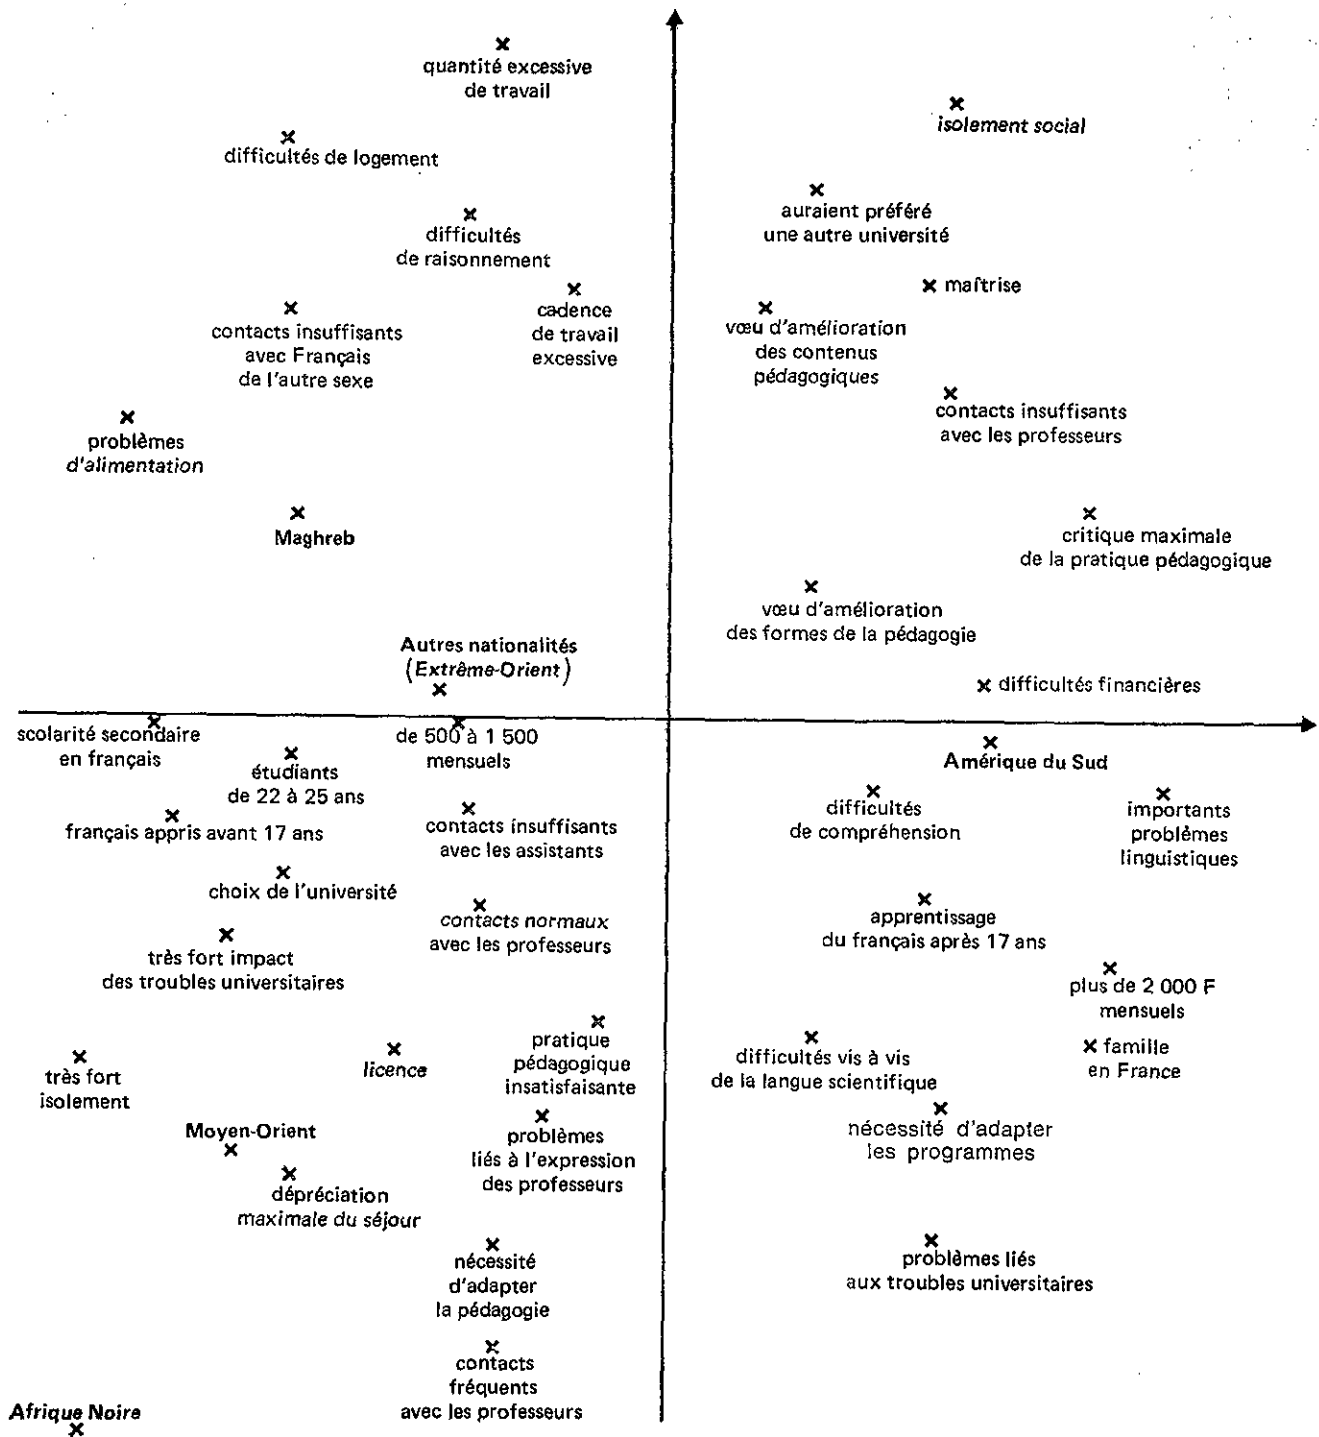 quantité excessive
de travail
isolement social
difficultés de logement
auraient préféré
une autre université
difficultés
de raisonnement
maîtrise
cadence
de travail
excessive
contacts insuffisants
avec Français
de l'autre sexe
vœu d'amélioration
des contenus
pédagogiques
contacts insuffisants
avec les professeurs
problèmes
d'alimentation
Maghreb
critique maximale
de la pratique pédagogique
vœu d'amélioration
des formes de la pédagogie
Autres nationalités
(Extrême-Orient)
difficultés financières
scolarité secondaire
en français
de 500 à 1 500
mensuels
étudiants
de 22 à 25 ans
Amérique du Sud
français appris avant 17 ans
contacts insuffisants
avec les assistants
difficultés
de compréhension
importants
problèmes
linguistiques
choix de l'université
contacts normaux
avec les professeurs
apprentissage
du français après 17 ans
très fort impact
des troubles universitaires
plus de 2 000 F
mensuels
pratique
pédagogique
insatisfaisante
difficultés vis à vis
de la langue scientifique
famille
en France
très fort
isolement
licence
Moyen-Orient
problèmes
liés à l'expression
des professeurs
nécessité d'adapter
les programmes
dépréciation
maximale du séjour
nécessité
d'adapter
la pédagogie
problèmes liés
aux troubles universitaires
contacts
fréquents
avec les professeurs
Afrique Noire